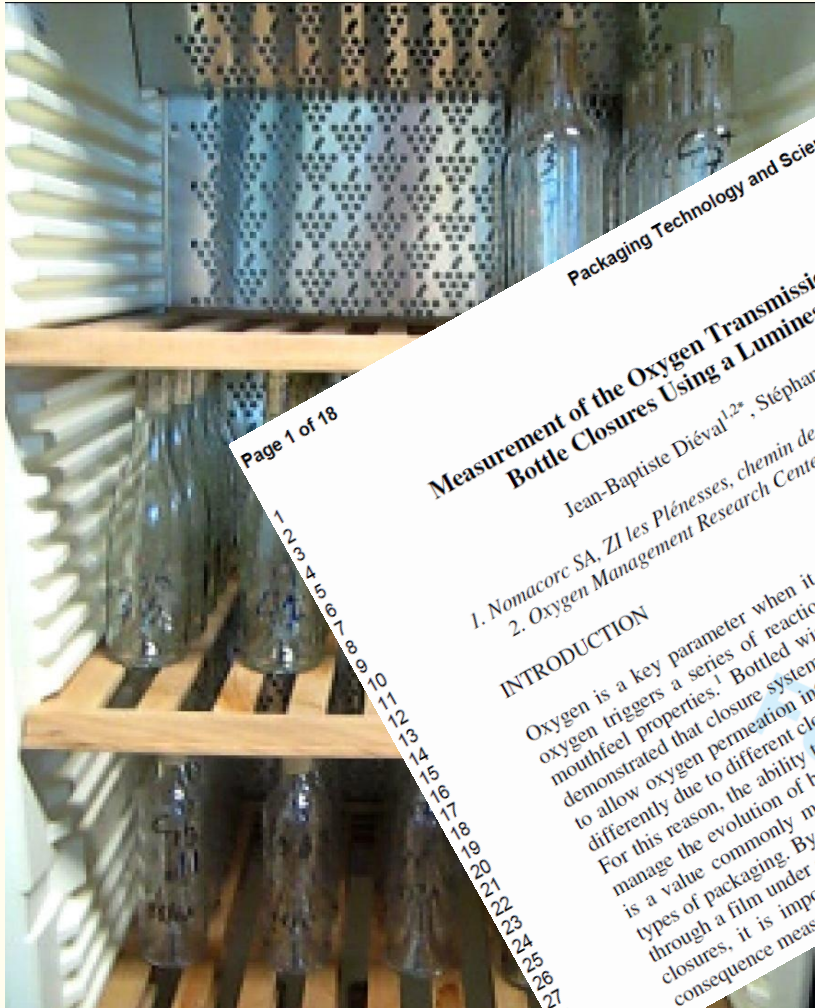 Packaging Technology and Scien
Page 1 of 18
Measurement of the Oxygen Transmissio
Bottle Closures Using a Lumines
Jean-Baptiste Diéval1,2* , Stéphan
1. Nomacorc SA, ZI les Plénesses, chemin de
2. Oxygen Management Research Cente
INTRODUCTION
Oxygen is a key parameter when it
oxygen triggers a series of reactio
mouthfeel properties.1 Bottled wi
demonstrated that closure system
to allow oxygen permeation in
differently due to different clo
For this reason, the ability t
manage the evolution of b
is a value commonly m
types of packaging. By
through a film under
closures, it is impo
consequence meas
1
2
3
4
5
6
7
8
9
10
11
12
13
14
15
16
17
18
19
20
21
22
23
24
25
26
27